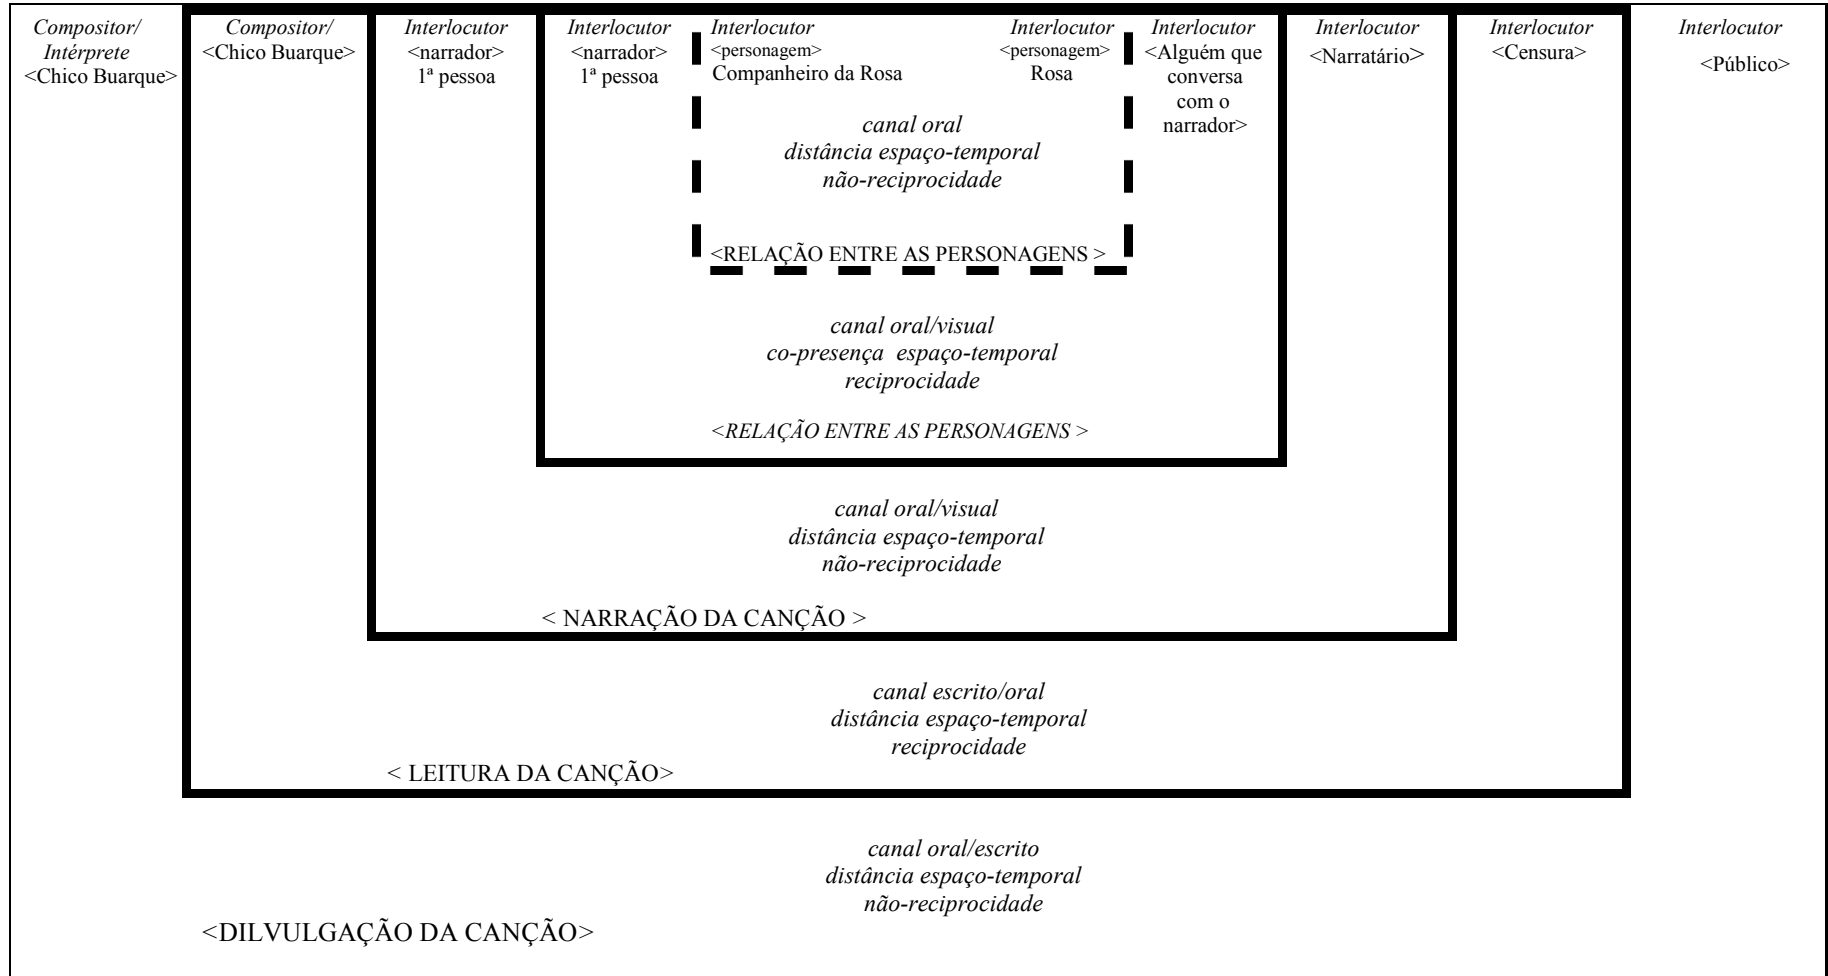 Compositor/
Intérprete
<Chico Buarque>
Compositor/
<Chico Buarque>
Interlocutor
<narrador>
1ª pessoa
Interlocutor
<narrador>
1ª pessoa
Interlocutor
<personagem>
Companheiro da Rosa
Interlocutor
<personagem>
Rosa
Interlocutor
<Alguém que
conversa
com o
narrador>
Interlocutor
<Narratário>
Interlocutor
<Censura>
Interlocutor
<Público>
canal oral
distância espaço-temporal
não-reciprocidade
<RELAÇÃO ENTRE AS PERSONAGENS >
canal oral/visual
co-presença espaço-temporal
reciprocidade
<RELAÇÃO ENTRE AS PERSONAGENS >
canal oral/visual
distância espaço-temporal
não-reciprocidade
< NARRAÇÃO DA CANÇÃO >
canal escrito/oral
distância espaço-temporal
reciprocidade
< LEITURA DA CANÇÃO>
canal oral/escrito
distância espaço-temporal
não-reciprocidade
<DILVULGAÇÃO DA CANÇÃO>